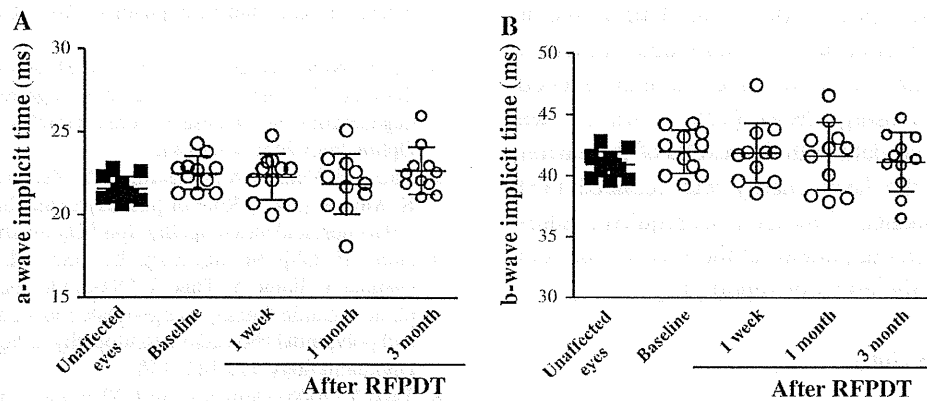 A
a-wave implicit time (ms)
30
25
20
15
Unaffected
eyes
Baseline
1 week
1 month
3 month
After RFPDT
B
b-wave implicit time (ms)
50
45
40
35
30
Unaffected
eyes
Baseline
1 week
1 month
3 month
After RFPDT